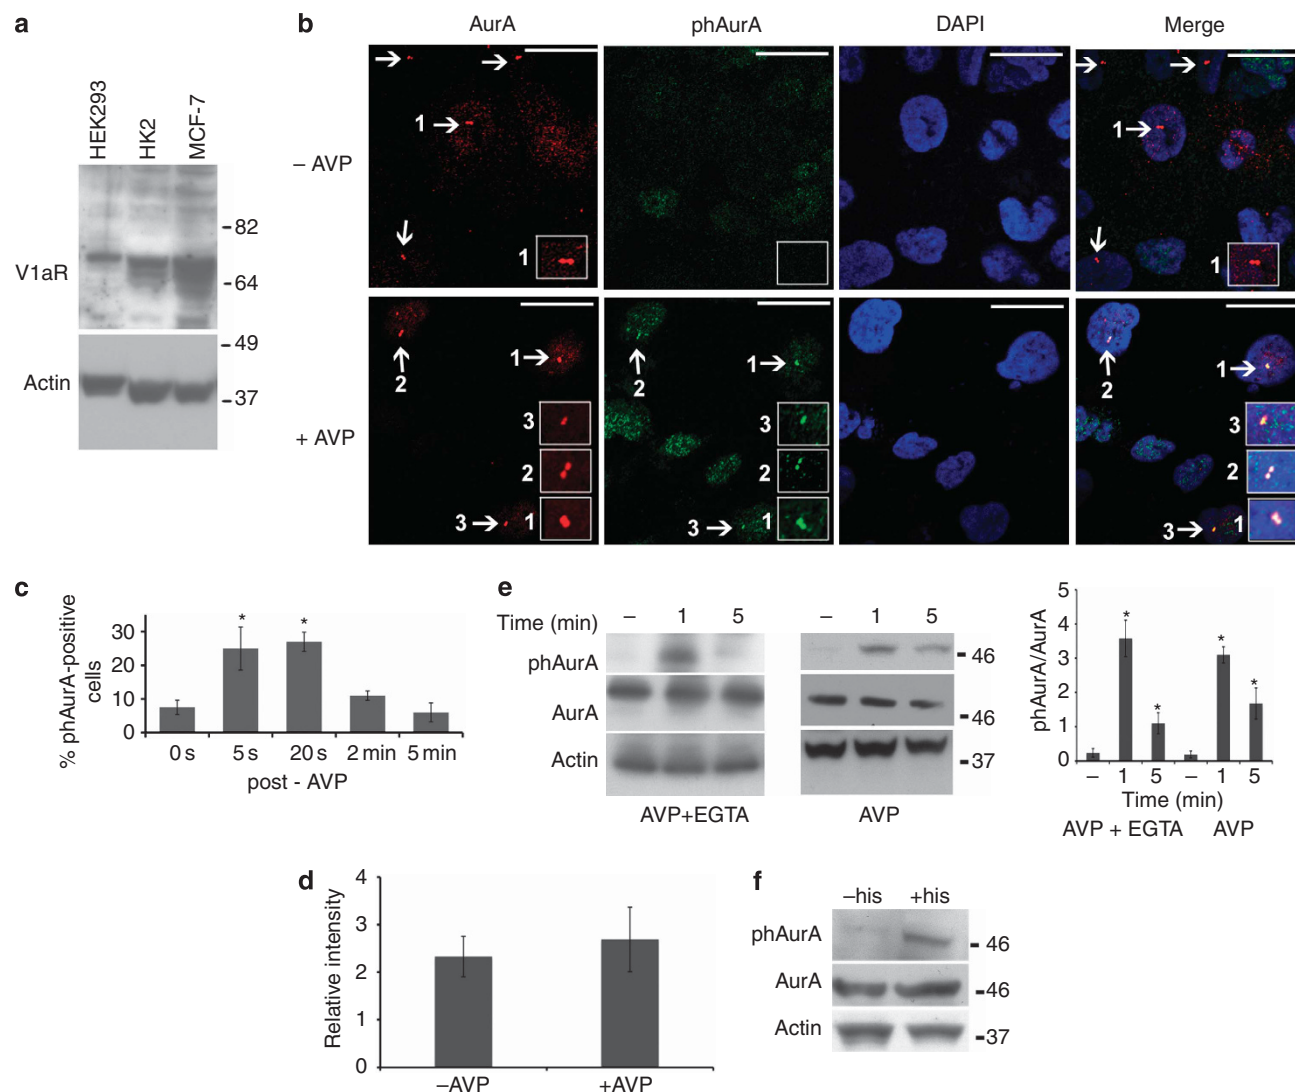 a
HEK293
HK2
MCF-7
V1aR
Actin
82
64
49
37
b
AurA phAurA DAPI Merge
– AVP
1
1
1
1
+ AVP
2
1
3
2
3
1
2
1
3
2
3
1
2
1
3
2
3
1
c
% phAurA-positive
cells
30
20
10
0
0 s 5 s 20 s 2 min 5 min
post - AVP
* *
e
Time (min) – 1 5 – 1 5
phAurA
AurA
Actin
46
46
37
AVP+EGTA AVP
phAurA/AurA
5
4
3
2
1
0
* * * *
– 1 5 – 1 5
Time (min)
AVP + EGTA AVP
d
Relative intensity
4
3
2
1
0
–AVP +AVP
f
–his +his
phAurA
AurA
Actin
46
46
37